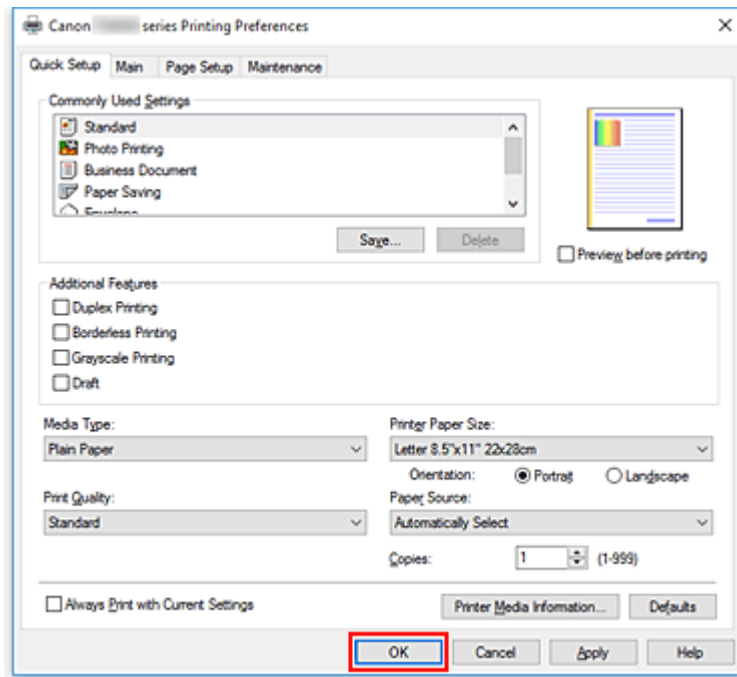 Canon series Printing Preferences
Quick Setup Main Page Setup Maintenance
Commonly Used Settings
Standard
Photo Printing
Business Document
Paper Saving
Envelope
Save... Delete
Preview before printing
Additional Features
Duplex Printing
Borderless Printing
Grayscale Printing
Draft
Media Type: Printer Paper Size:
Plain Paper Letter 8.5"x11" 22x28cm
Orientation: Portrait Landscape
Print Quality: Paper Source:
Standard Automatically Select
Copies: 1 (1-999)
Always Print with Current Settings Printer Media Information... Defaults
OK Cancel Apply Help